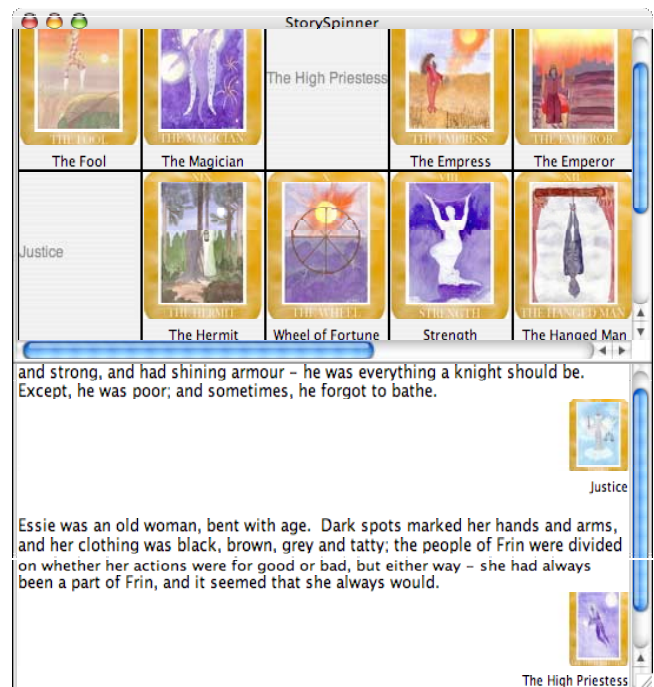 StorySpinner
The High Priestess
THE FOOL
THE MAGICIAN
THE EMPRESS
THE EMPEROR
The Fool
The Magician
The Empress
The Emperor
XIX
X
VIII
XII
Justice
THE HERMIT
THE WHEEL
STRENGTH
THE HANGED MAN
The Hermit
Wheel of Fortune
Strength
The Hanged Man
and strong, and had shining armour – he was everything a knight should be.
Except, he was poor; and sometimes, he forgot to bathe.
Justice
Essie was an old woman, bent with age.  Dark spots marked her hands and arms,
and her clothing was black, brown, grey and tatty; the people of Frin were divided
on whether her actions were for good or bad, but either way – she had always
been a part of Frin, and it seemed that she always would.
The High Priestess